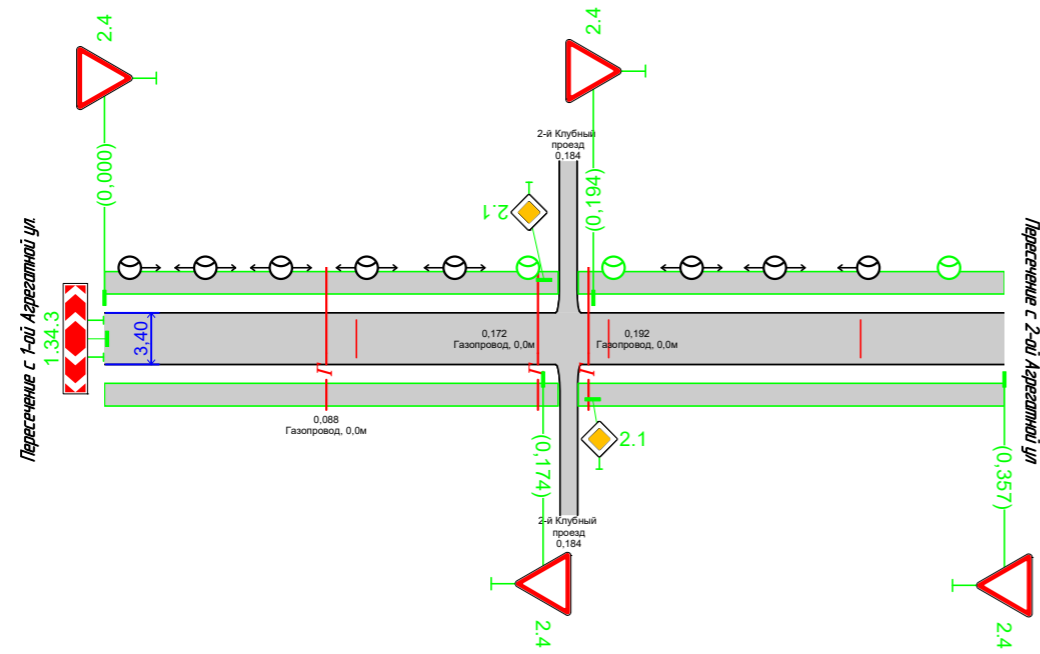 2.4
2.4
(0,000)
(0,194)
2-й Клубный
проезд
0,184
2.1
Пересечение с 1-ой Агрегатной ул.
Пересечение с 2-ой Агрегатной ул
1.34.3
3,40
0,172
Газопровод, 0,0м
0,192
Газопровод, 0,0м
П
П
П
0,088
Газопровод, 0,0м
2.1
(0,174)
(0,357)
2-й Клубный
проезд
0,184
2.4
2.4